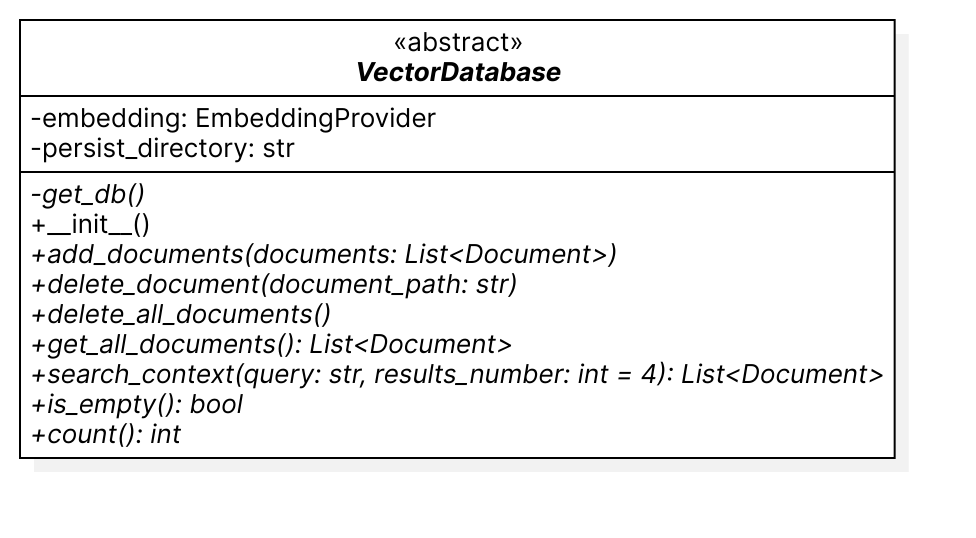 «abstract»
VectorDatabase
-embedding: EmbeddingProvider
-persist_directory: str
-get_db()
+__init__()
+add_documents(documents: List<Document>)
+delete_document(document_path: str)
+delete_all_documents()
+get_all_documents(): List<Document>
+search_context(query: str, results_number: int = 4): List<Document>
+is_empty(): bool
+count(): int